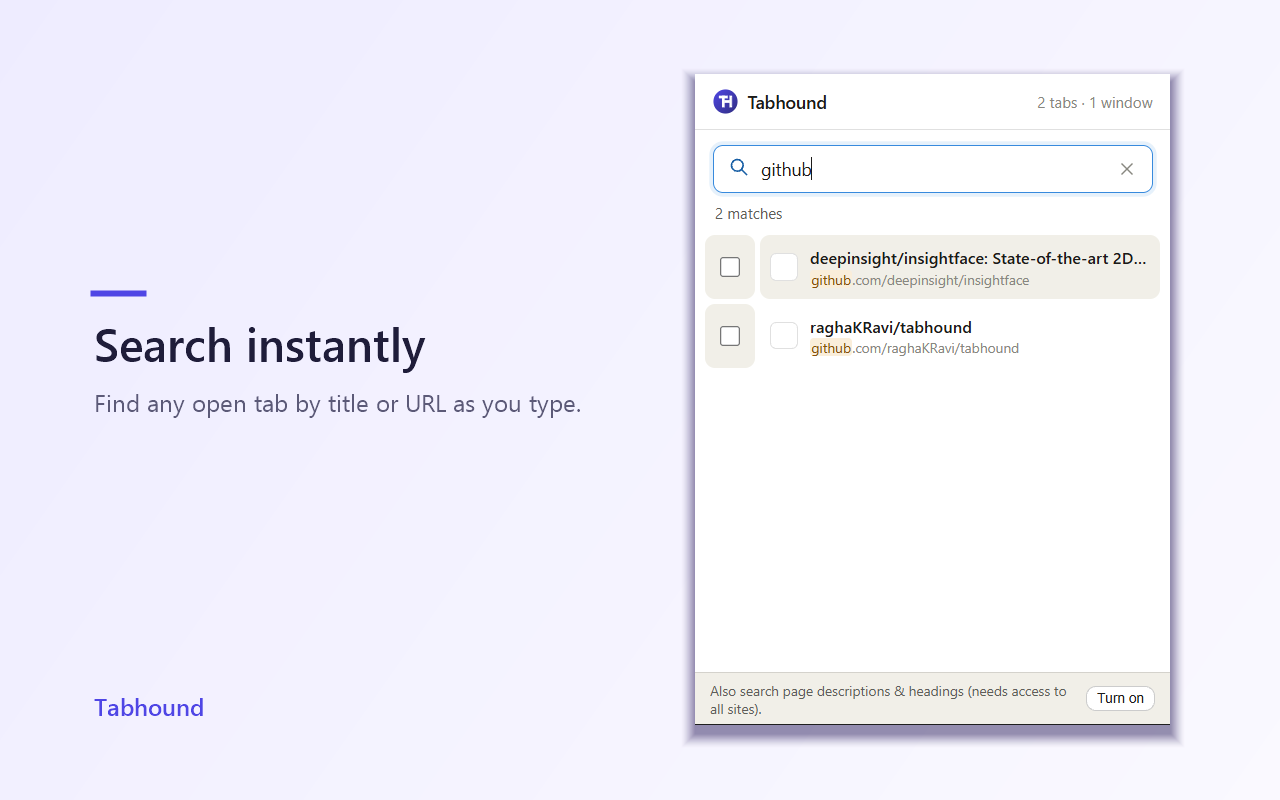 Search instantly
Find any open tab by title or URL as you type.
Tabhound
TH Tabhound
2 tabs · 1 window
github
2 matches
deepinsight/insightface: State-of-the-art 2D...
github.com/deepinsight/insightface
raghaKRavi/tabhound
github.com/raghaKRavi/tabhound
Also search page descriptions & headings (needs access to
all sites).
Turn on